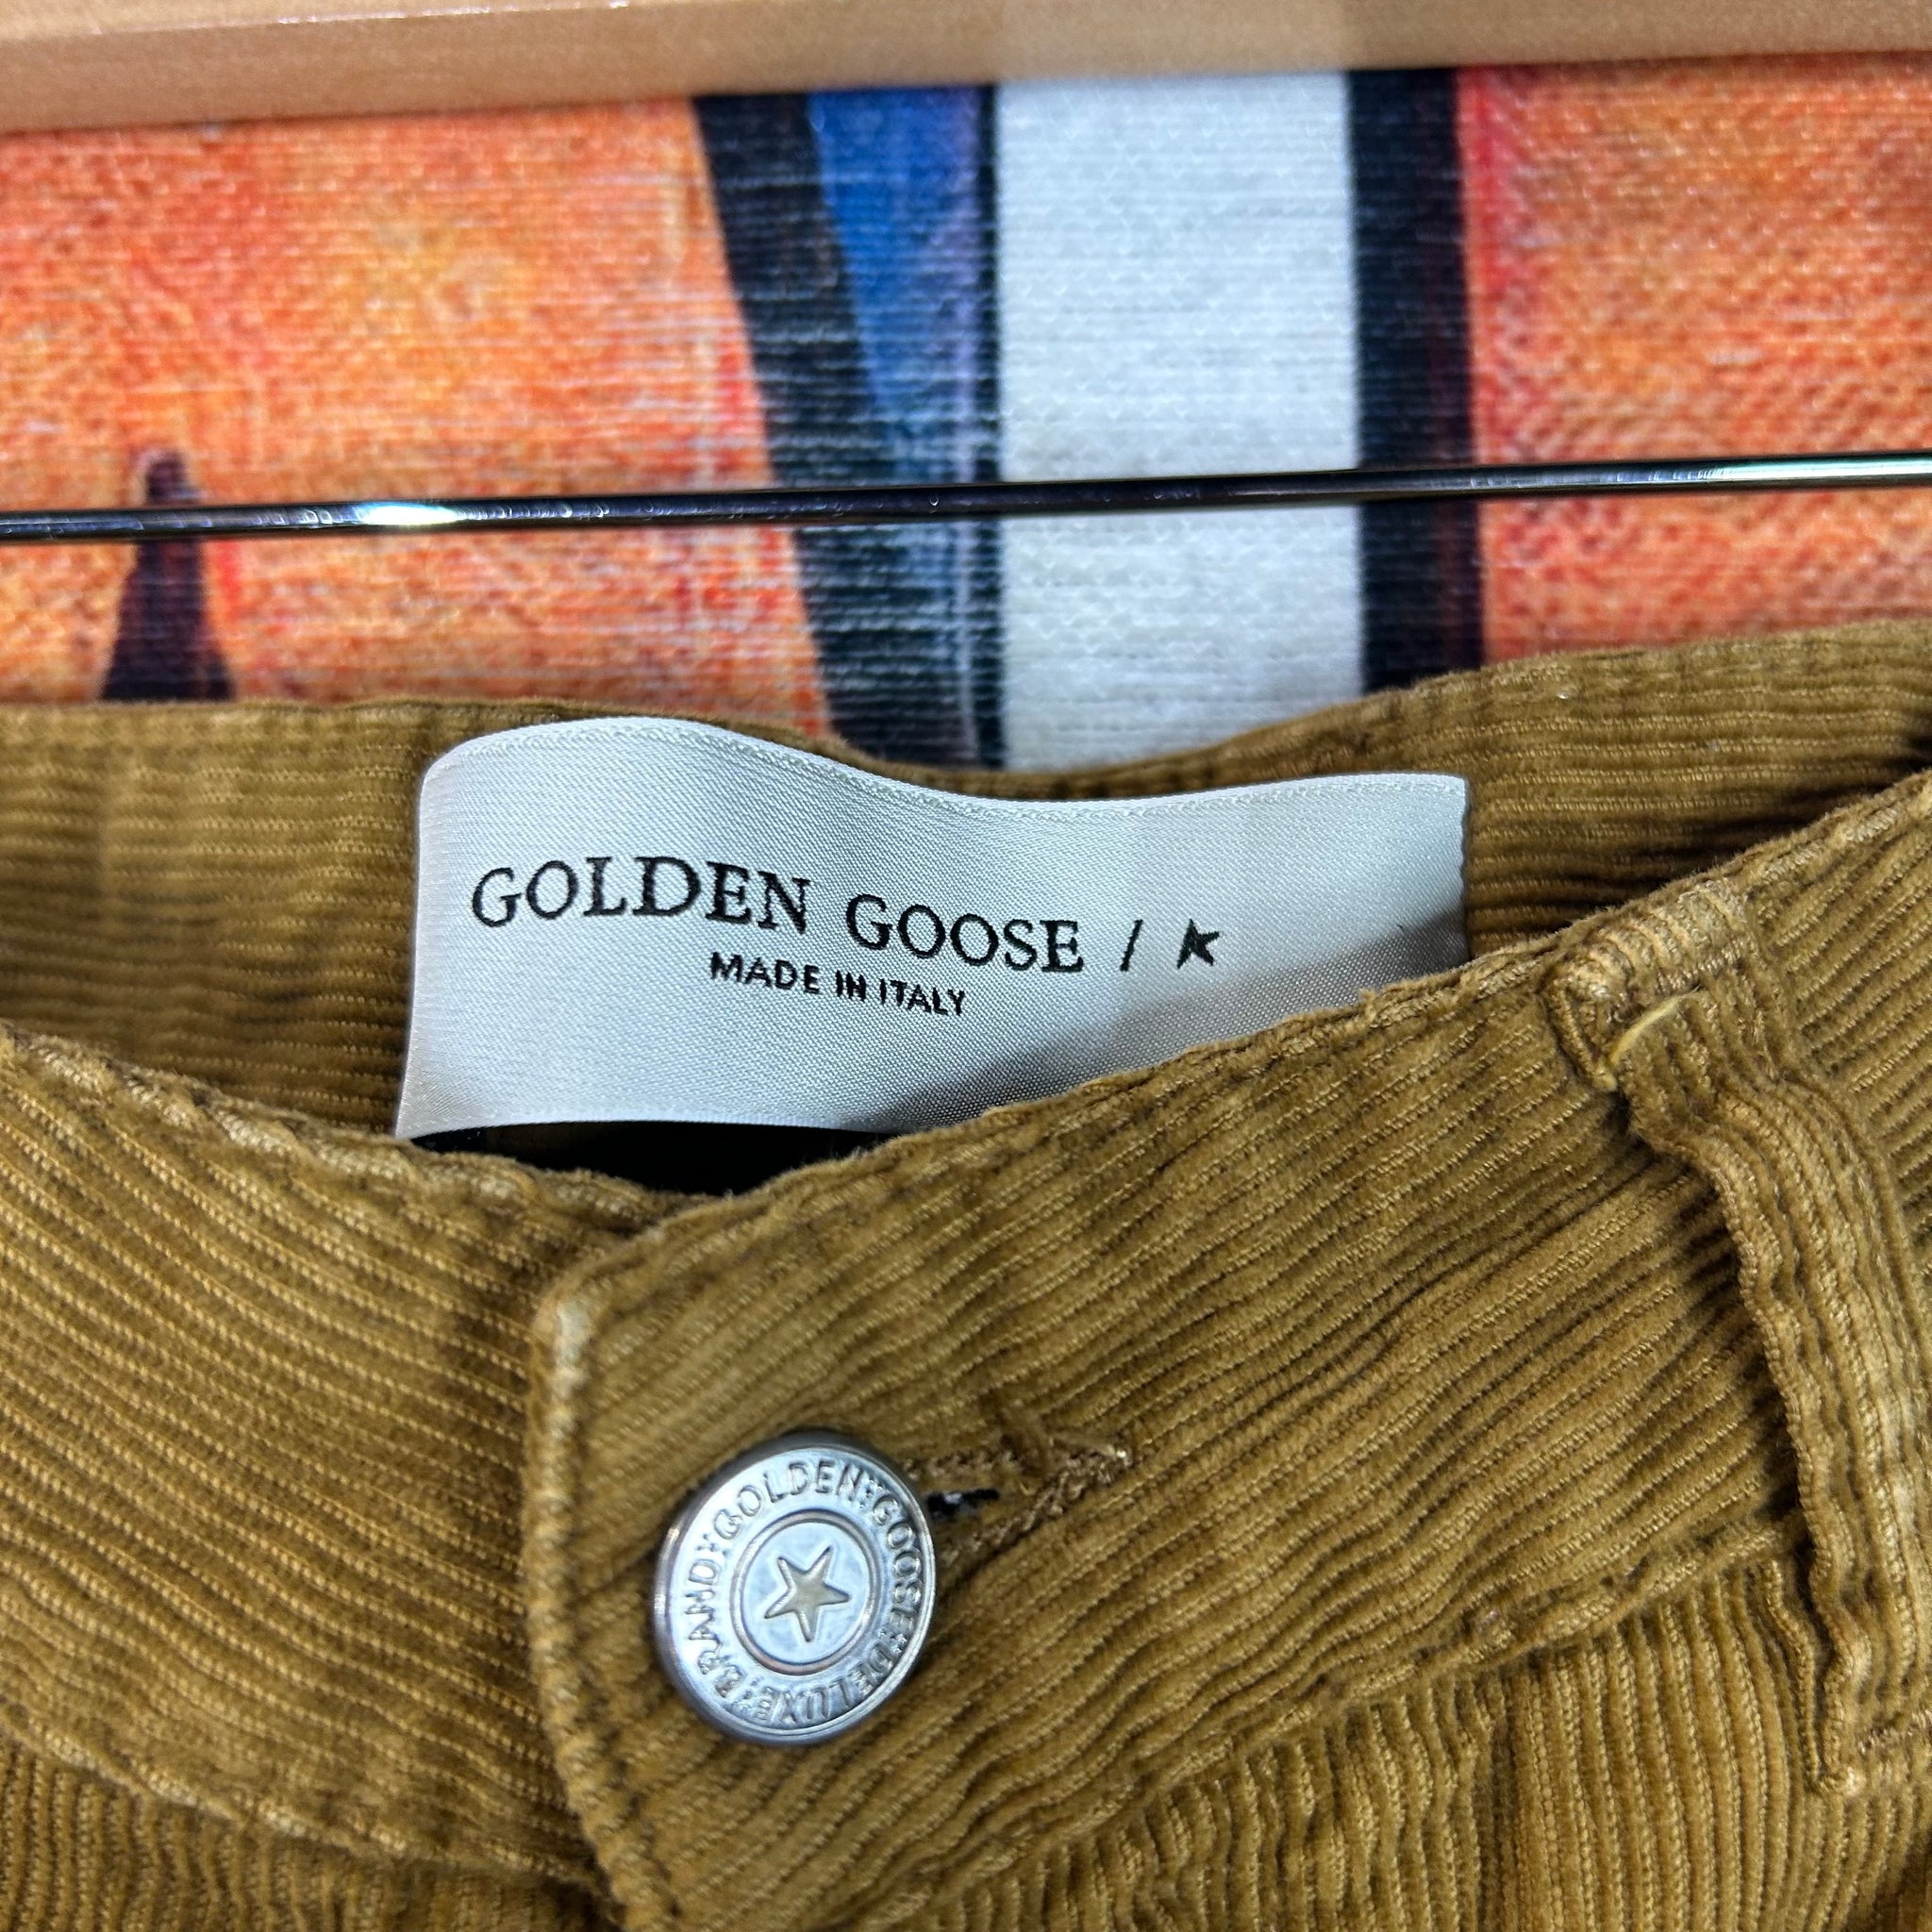 GOLDEN GOOSE / ★
MADE IN ITALY
GOLDEN GOOSE DELUXE BRAND